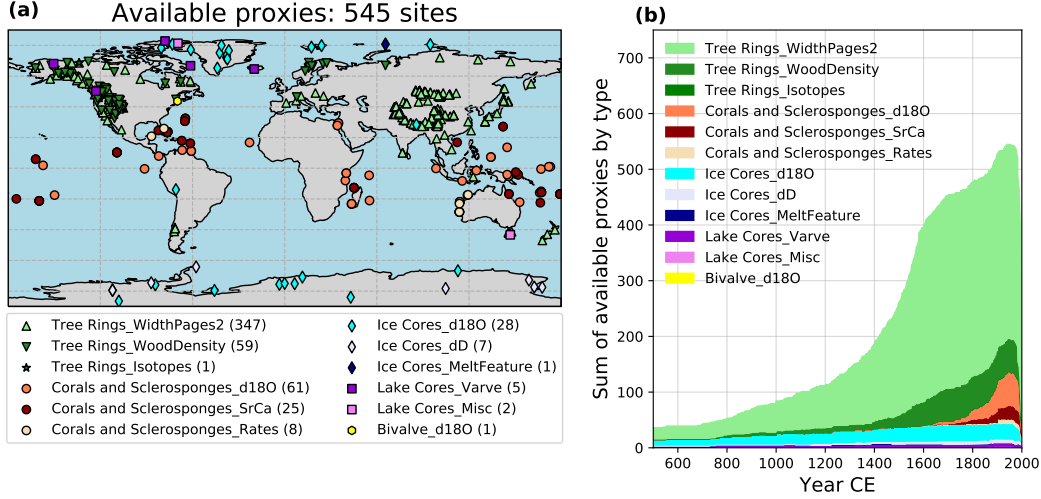 (a)
Available proxies: 545 sites
Tree Rings_WidthPages2 (347)
Tree Rings_WoodDensity (59)
Tree Rings_Isotopes (1)
Corals and Sclerosponges_d18O (61)
Corals and Sclerosponges_SrCa (25)
Corals and Sclerosponges_Rates (8)
Ice Cores_d18O (28)
Ice Cores_dD (7)
Ice Cores_MeltFeature (1)
Lake Cores_Varve (5)
Lake Cores_Misc (2)
Bivalve_d18O (1)
(b)
Sum of available proxies by type
700
600
500
400
300
200
100
0
Tree Rings_WidthPages2
Tree Rings_WoodDensity
Tree Rings_Isotopes
Corals and Sclerosponges_d18O
Corals and Sclerosponges_SrCa
Corals and Sclerosponges_Rates
Ice Cores_d18O
Ice Cores_dD
Ice Cores_MeltFeature
Lake Cores_Varve
Lake Cores_Misc
Bivalve_d18O
600 800 1000 1200 1400 1600 1800 2000
Year CE